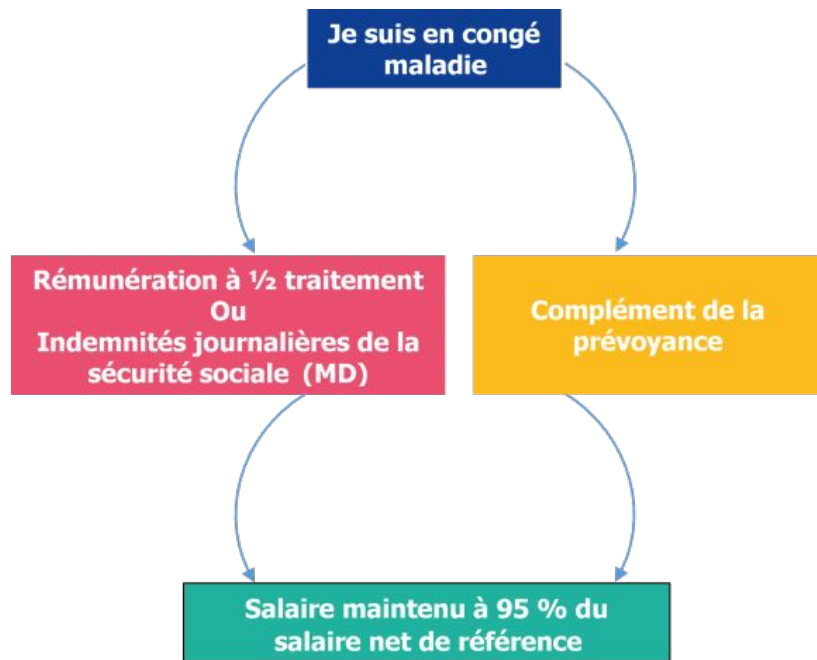 Je suis en congé
maladie
Rémunération à ½ traitement
Ou
Indemnités journalières de la
sécurité sociale (MD)
Complément de la
prévoyance
Salaire maintenu à 95 % du
salaire net de référence